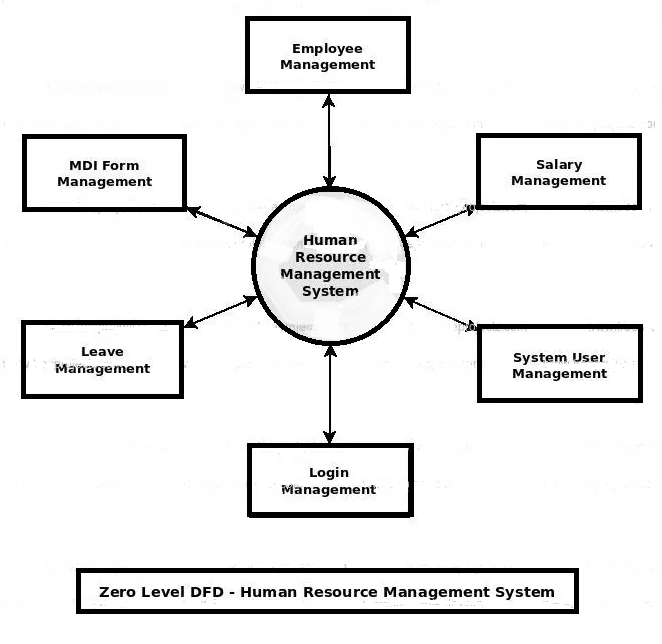 Employee
Management
MDI Form
Management
Salary
Management
Human
Resource
Management
System
Leave
Management
System User
Management
Login
Management
Zero Level DFD - Human Resource Management System